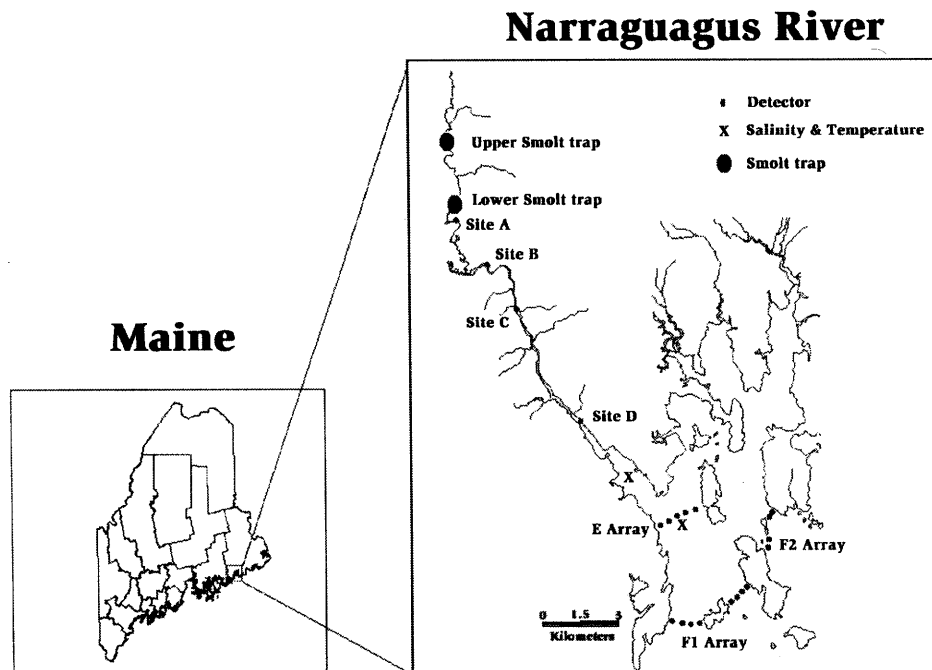 Narraguagus River
Detector
X Salinity & Temperature
Smolt trap
Upper Smolt trap
Lower Smolt trap
Site A
Site B
Site C
Maine
Site D
X
E Array
X
F2 Array
0 1.5 3
Kilometers
F1 Array